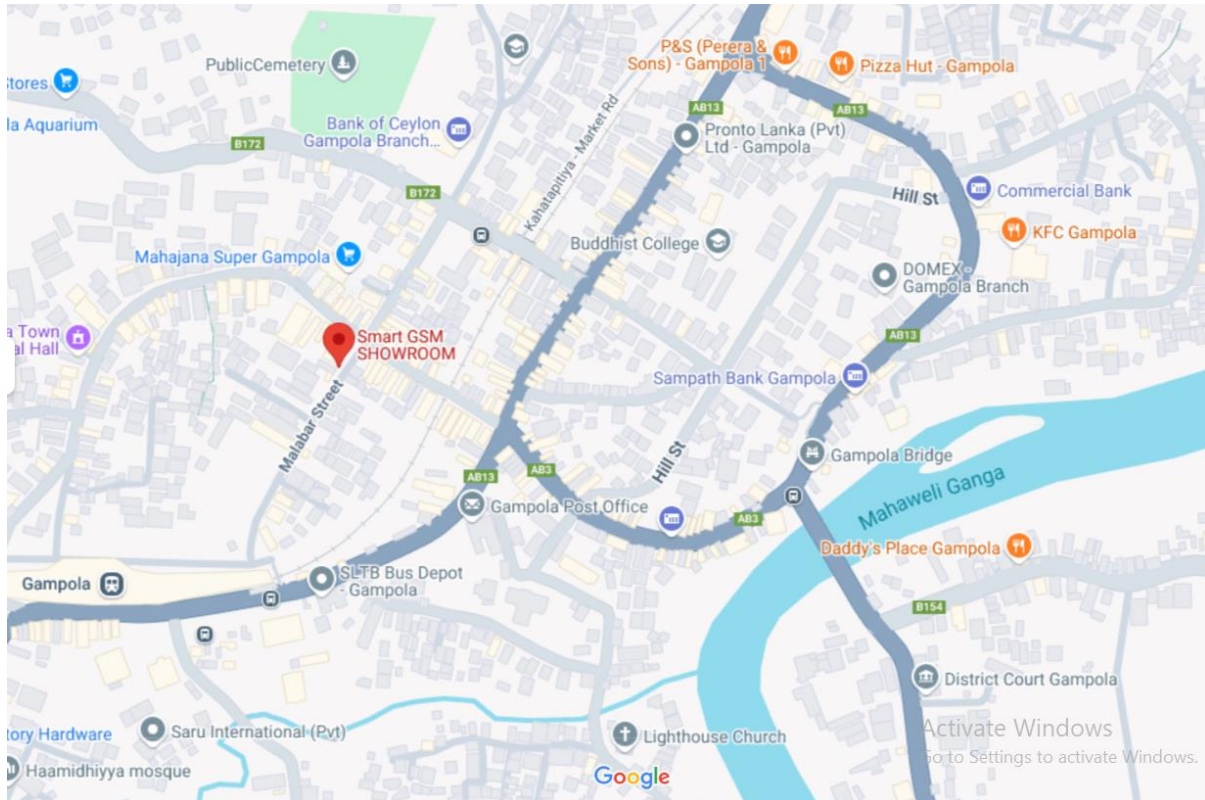 P&S (Perera &
Sons) - Gampola 1
Pizza Hut - Gampola
PublicCemetery
tores
AB13
AB13
la Aquarium
Bank of Ceylon
Gampola Branch...
Pronto Lanka (Pvt)
Ltd - Gampola
B172
Kahatapitiya - Market Rd
B172
Hill St
Commercial Bank
KFC Gampola
Buddhist College
Mahajana Super Gampola
DOMEX -
Gampola Branch
a Town
al Hall
Smart GSM
SHOWROOM
AB13
Sampath Bank Gampola
Malabar Street
Hill St
Gampola Bridge
AB13
AB3
Mahaweli Ganga
Gampola Post Office
AB3
Daddy's Place Gampola
Gampola
SLTB Bus Depot
- Gampola
B154
District Court Gampola
tory Hardware
Saru International (Pvt)
Lighthouse Church
Activate Windows
Go to Settings to activate Windows.
Haamidhiyya mosque
Google